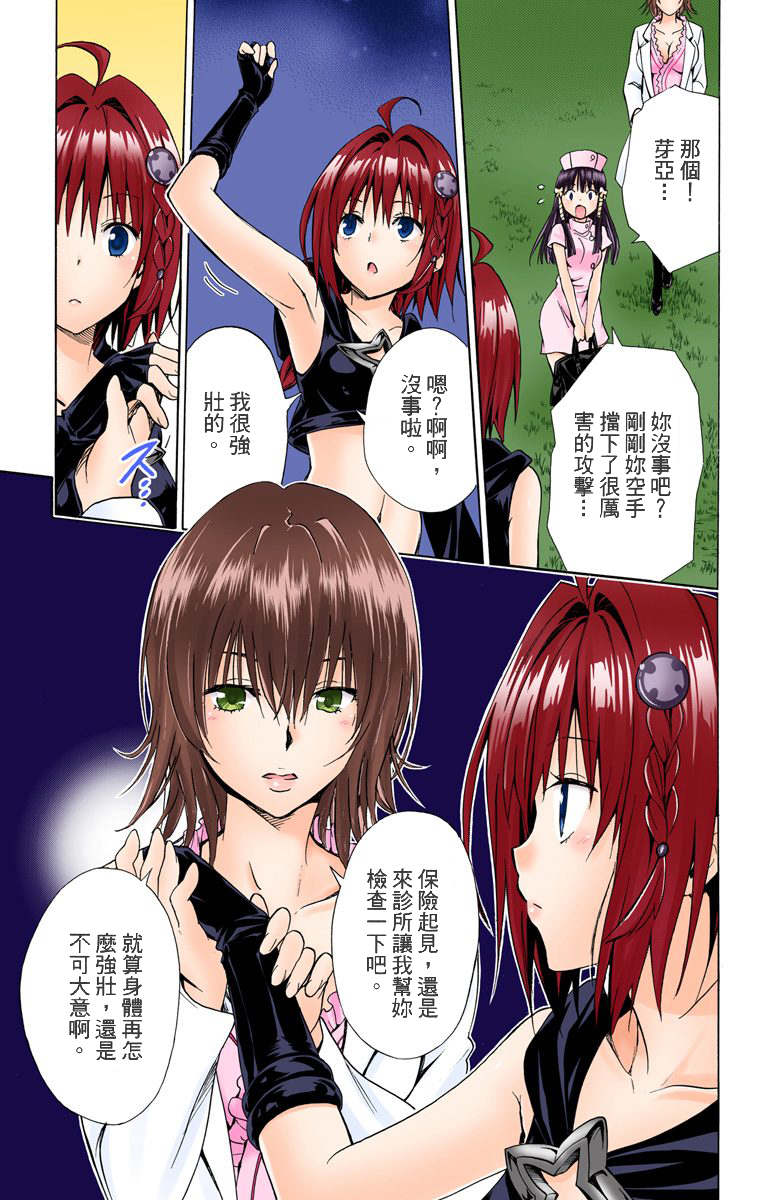 那個！
芽亞…
妳沒事吧？
剛剛妳空手
擋下了很厲
害的攻擊…
嗯？啊啊，
沒事啦。
我很強
壯的。
ス…
保險起見，還是
來診所讓我幫妳
檢查一下吧。
就算身體再怎
麼強壯，還是
不可大意啊。